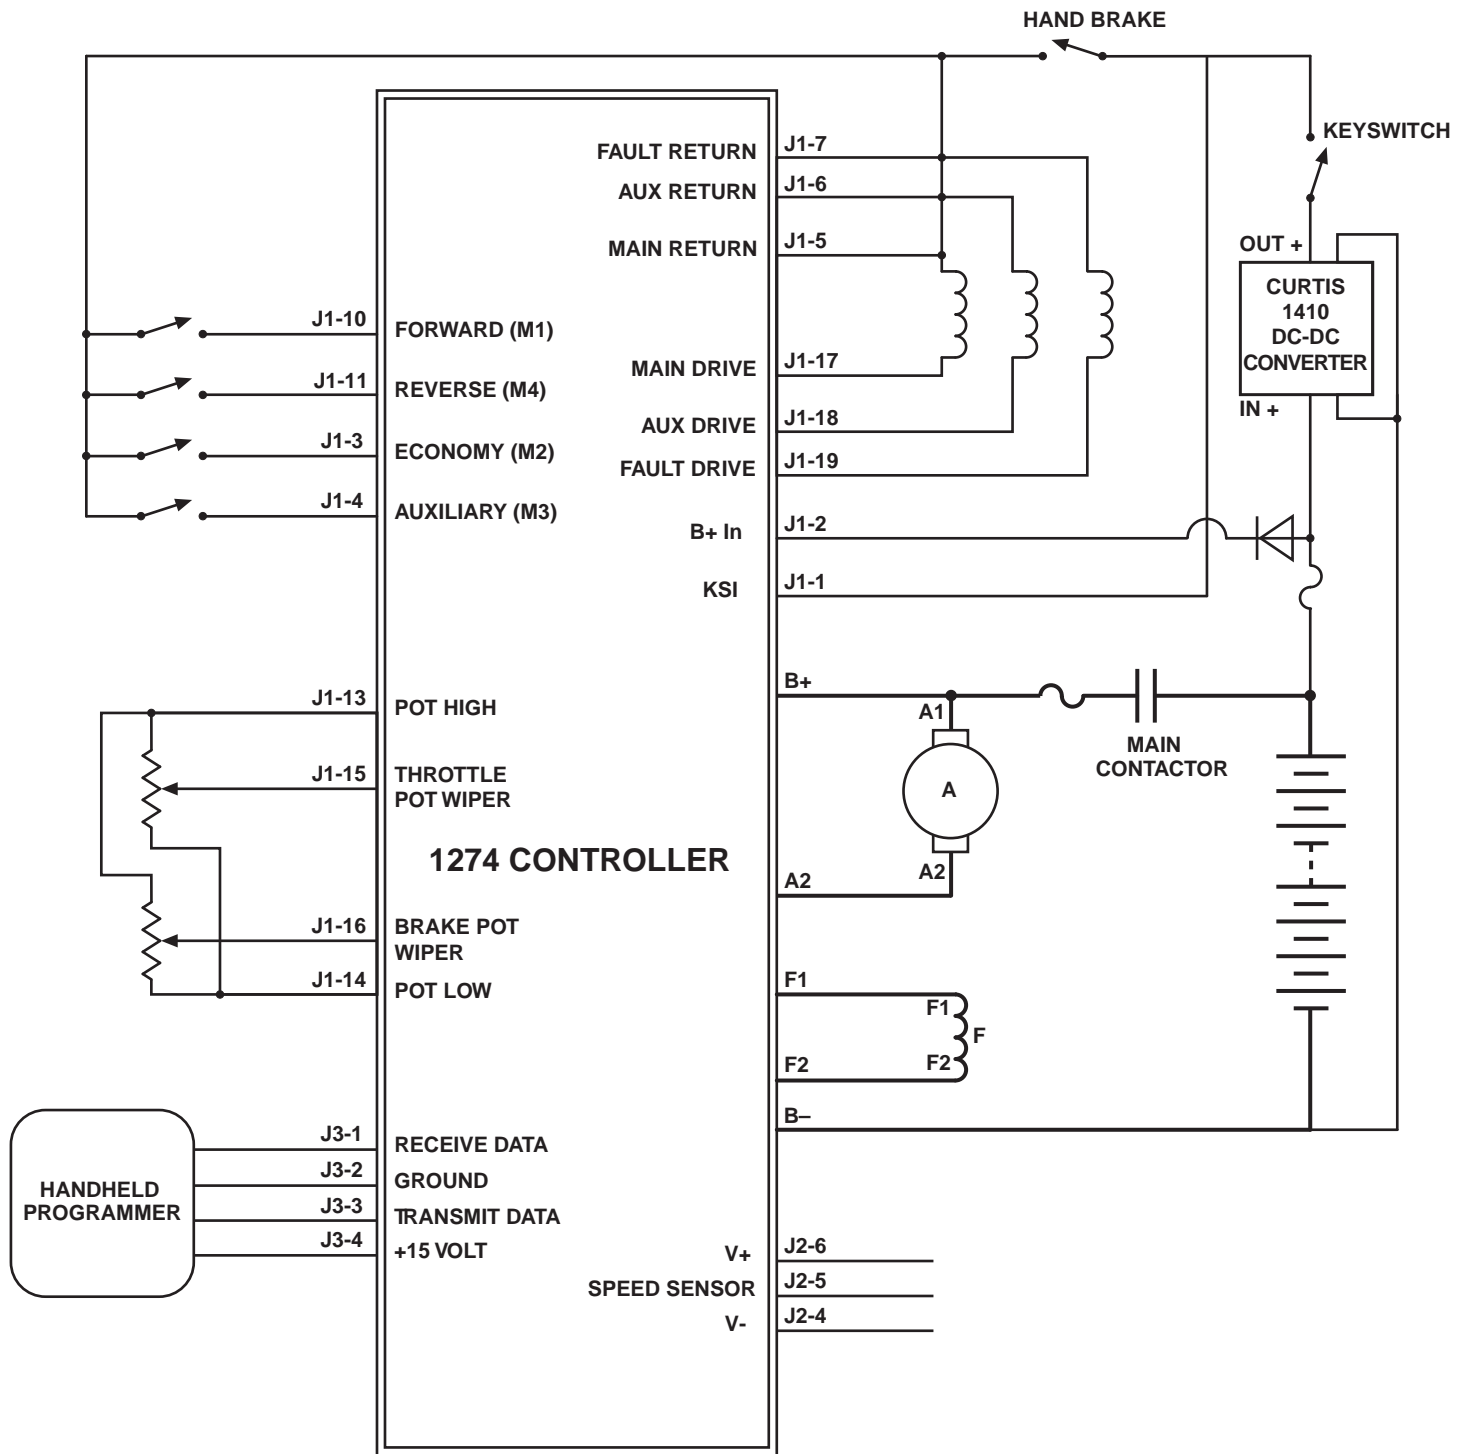 HAND BRAKE
KEYSWITCH
OUT +
CURTIS
1410
DC-DC
CONVERTER
IN +
FAULT RETURN
J1-7
AUX RETURN
J1-6
MAIN RETURN
J1-5
J1-10
FORWARD (M1)
J1-11
REVERSE (M4)
J1-3
ECONOMY (M2)
J1-4
AUXILIARY (M3)
MAIN DRIVE
J1-17
AUX DRIVE
J1-18
FAULT DRIVE
J1-19
B+ In
J1-2
KSI
J1-1
J1-13
POT HIGH
J1-15
THROTTLE
POT WIPER
1274 CONTROLLER
J1-16
BRAKE POT
WIPER
J1-14
POT LOW
B+
A1
A
A2
A2
MAIN
CONTACTOR
F1
F1
F
F2
F2
B–
HANDHELD
PROGRAMMER
J3-1
RECEIVE DATA
J3-2
GROUND
J3-3
TRANSMIT DATA
J3-4
+15 VOLT
V+
J2-6
SPEED SENSOR
J2-5
V-
J2-4